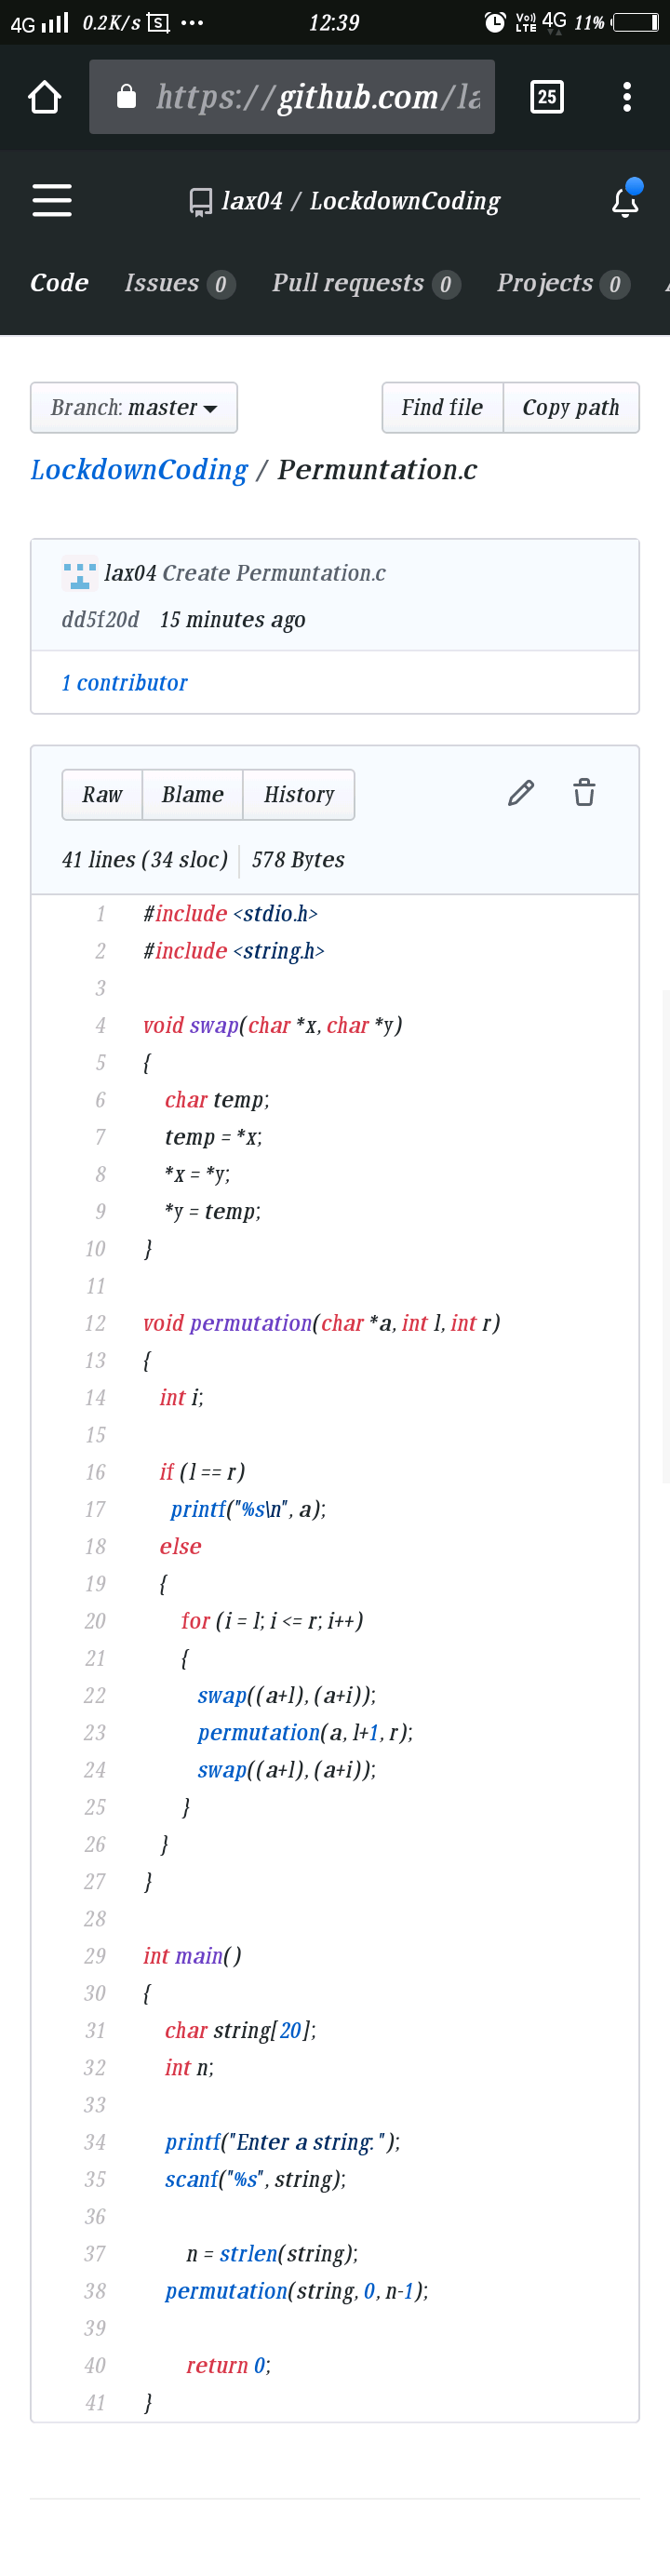 4G 0.2K/s S ... 12:39 Vo) LTE 4G 11%
https://github.com/la 25
lax04 / LockdownCoding
Code Issues 0 Pull requests 0 Projects 0
Branch: master Find file Copy path
LockdownCoding / Permuntation.c
lax04 Create Permuntation.c
dd5f20d 15 minutes ago
1 contributor
Raw Blame History
41 lines (34 sloc) 578 Bytes
1 #include <stdio.h>
2 #include <string.h>
3
4 void swap(char *x, char *y)
5 {
6 char temp;
7 temp = *x;
8 *x = *y;
9 *y = temp;
10 }
11
12 void permutation(char *a, int l, int r)
13 {
14 int i;
15
16 if (l == r)
17 printf("%s\n", a);
18 else
19 {
20 for (i = l; i <= r; i++)
21 {
22 swap((a+l), (a+i));
23 permutation(a, l+1, r);
24 swap((a+l), (a+i));
25 }
26 }
27 }
28
29 int main()
30 {
31 char string[20];
32 int n;
33
34 printf("Enter a string: ");
35 scanf("%s", string);
36
37 n = strlen(string);
38 permutation(string, 0, n-1);
39
40 return 0;
41 }